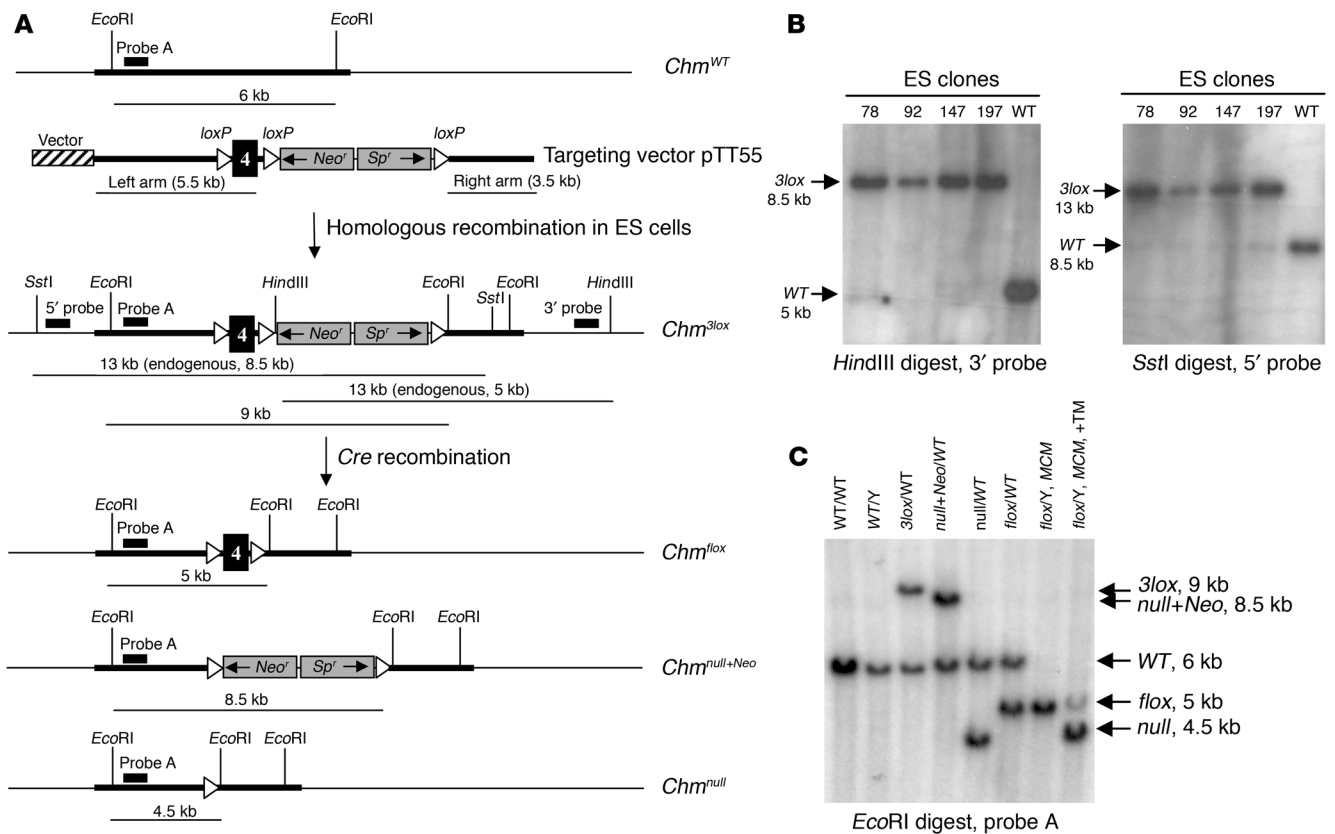 A
EcoRI EcoRI
Probe A
Chm^WT
6 kb
loxP loxP loxP
Vector
4 Neo^r Sp^r
Targeting vector pTT55
Left arm (5.5 kb) Right arm (3.5 kb)
Homologous recombination in ES cells
SstI EcoRI HindIII EcoRI SstI EcoRI HindIII
5′ probe Probe A 3′ probe
4 Neo^r Sp^r
Chm^3lox
13 kb (endogenous, 8.5 kb)
13 kb (endogenous, 5 kb)
9 kb
Cre recombination
EcoRI EcoRI EcoRI
Probe A
4
Chm^flox
5 kb
EcoRI EcoRI EcoRI
Probe A
Neo^r Sp^r
Chm^null+Neo
8.5 kb
EcoRI EcoRI EcoRI
Probe A
Chm^null
4.5 kb
B
ES clones
78 92 147 197 WT
3lox
8.5 kb
WT
5 kb
HindIII digest, 3′ probe
ES clones
78 92 147 197 WT
3lox
13 kb
WT
8.5 kb
SstI digest, 5′ probe
C
WT/WT
WT/Y
3lox/WT
null+Neo/WT
null/WT
flox/WT
flox/Y, MCM
flox/Y, MCM, +TM
3lox, 9 kb
null+Neo, 8.5 kb
WT, 6 kb
flox, 5 kb
null, 4.5 kb
EcoRI digest, probe A